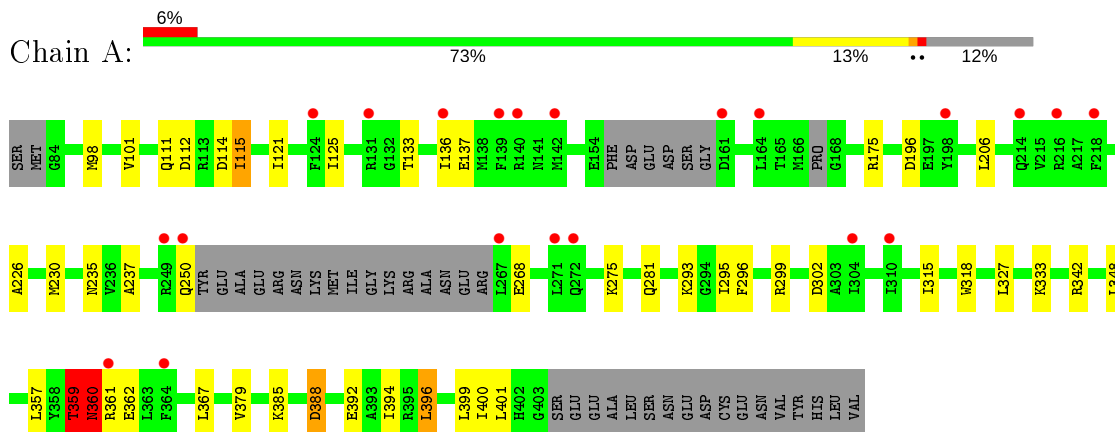 6%
Chain A:
73%
13%
12%
SER MET G84 M98 V101 Q111 D112 R113 D114 I115 I121 F124 I125 R131 G132 T133 I136 E137 M138 F139 R140 N141 M142 E154 PHE ASP GLU ASP SER GLY D161 L164 T165 M166 PRO G168 R175 D196 E197 Y198 L206 Q214 V215 R216 A217 F218
A226 M230 N235 V236 A237 R249 Q250 TYR GLU ALA GLU ARG ASN LYS MET ILE GLY LYS ARG ALA ASN GLU ARG L267 E268 L271 Q272 K275 Q281 K293 G294 I295 F296 R299 D302 A303 I304 I310 I315 W318 L327 K333 R342
L357 V358 T359 N360 R361 E362 L363 F364 L367 V379 K385 D388 E392 A393 I394 R395 L396 L399 I400 L401 H402 G403 SER GLU GLU ALA LEU SER ASN GLU ASP CYS GLU ASN VAL TYR HIS LEU VAL